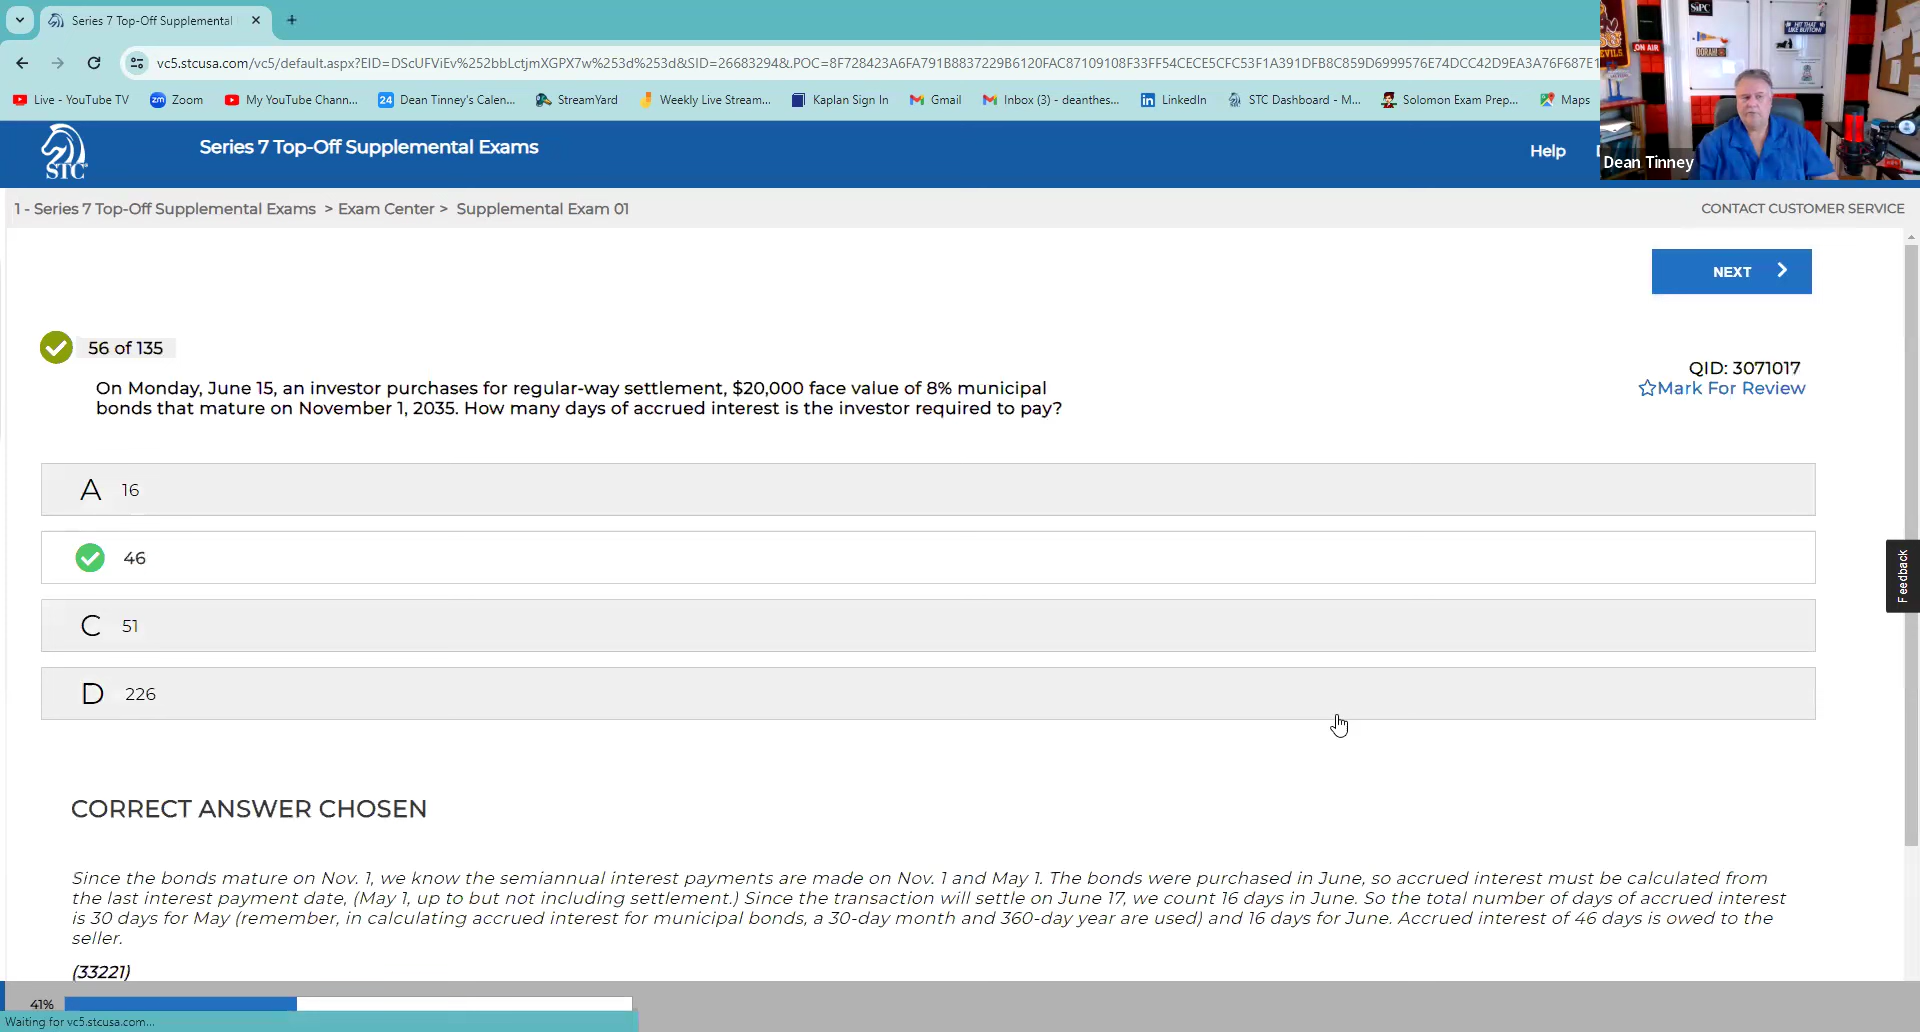 Series 7 Top-Off Supplemental
vc5.stcusa.com/vc5/default.aspx?EID=DScUFViEv%252bbLctjmXGPX7w%253d%253d&SID=26683294&.POC=8F728423A6FA791B8837229B6120FAC87109108F33FF54CECE5CFC53F1A391DFB8C859D6999576E74DCC42D9EA3A76F687E1
Live - YouTube TV
Zoom
My YouTube Chann...
24
Dean Tinney's Calen...
StreamYard
Weekly Live Stream...
Kaplan Sign In
Gmail
Inbox (3) - deanthes...
LinkedIn
STC Dashboard - M...
Solomon Exam Prep...
Maps
SIPC
HIT THAT
LIKE BUTTON!
ON AIR
Dean Tinney
STC
Series 7 Top-Off Supplemental Exams
Help
1 - Series 7 Top-Off Supplemental Exams > Exam Center > Supplemental Exam 01
CONTACT CUSTOMER SERVICE
NEXT
56 of 135
QID: 3071017
Mark For Review
On Monday, June 15, an investor purchases for regular-way settlement, $20,000 face value of 8% municipal
bonds that mature on November 1, 2035. How many days of accrued interest is the investor required to pay?
A 16
46
C 51
D 226
Feedback
CORRECT ANSWER CHOSEN
Since the bonds mature on Nov. 1, we know the semiannual interest payments are made on Nov. 1 and May 1. The bonds were purchased in June, so accrued interest must be calculated from
the last interest payment date, (May 1, up to but not including settlement.) Since the transaction will settle on June 17, we count 16 days in June. So the total number of days of accrued interest
is 30 days for May (remember, in calculating accrued interest for municipal bonds, a 30-day month and 360-day year are used) and 16 days for June. Accrued interest of 46 days is owed to the
seller.
(33221)
41%
Waiting for vc5.stcusa.com...